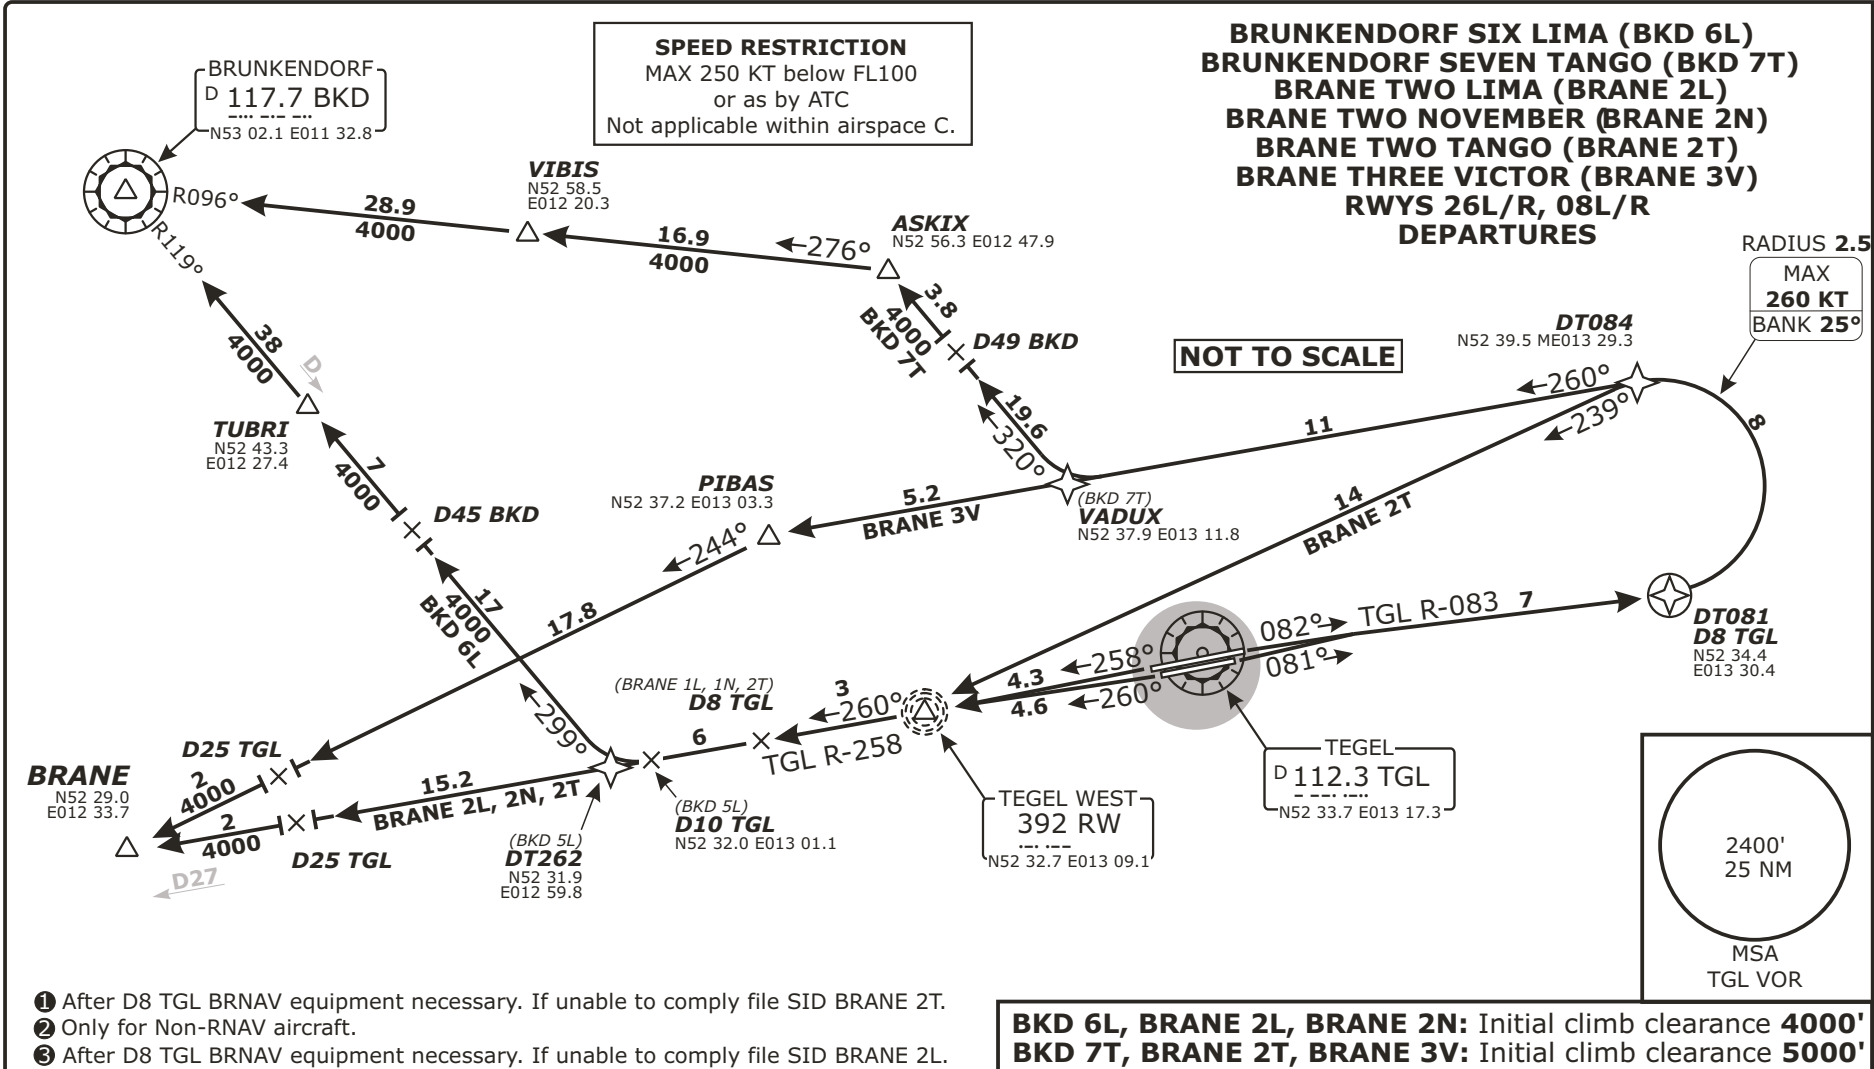 BRUNKENDORF SIX LIMA (BKD 6L)
BRUNKENDORF SEVEN TANGO (BKD 7T)
BRANE TWO LIMA (BRANE 2L)
BRANE TWO NOVEMBER (BRANE 2N)
BRANE TWO TANGO (BRANE 2T)
BRANE THREE VICTOR (BRANE 3V)
RWYS 26L/R, 08L/R
DEPARTURES
SPEED RESTRICTION
MAX 250 KT below FL100
or as by ATC
Not applicable within airspace C.
BRUNKENDORF
D 117.7 BKD
N53 02.1 E011 32.8
R096°
R119°
28.9
4000
VIBIS
N52 58.5
E012 20.3
16.9
4000
276°
ASKIX
N52 56.3 E012 47.9
3.8
4000
BKD 7T
D49 BKD
19.6
320°
NOT TO SCALE
RADIUS 2.5
MAX
260 KT
BANK 25°
DT084
N52 39.5 ME013 29.3
260°
239°
8
11
38
4000
D
TUBRI
N52 43.3
E012 27.4
7
4000
D45 BKD
PIBAS
N52 37.2 E013 03.3
5.2
BRANE 3V
(BKD 7T)
VADUX
N52 37.9 E013 11.8
14
BRANE 2T
244°
17.8
17
4000
BKD 6L
299°
082°
TGL R-083
7
081°
DT081
D8 TGL
N52 34.4
E013 30.4
258°
4.3
4.6
260°
(BRANE 1L, 1N, 2T)
D8 TGL
3
260°
TGL R-258
6
TEGEL
D 112.3 TGL
N52 33.7 E013 17.3
TEGEL WEST
392 RW
N52 32.7 E013 09.1
(BKD 5L)
D10 TGL
N52 32.0 E013 01.1
(BKD 5L)
DT262
N52 31.9
E012 59.8
15.2
BRANE 2L, 2N, 2T
D25 TGL
2
4000
BRANE
N52 29.0
E012 33.7
2
4000
D25 TGL
D27
2400'
25 NM
MSA
TGL VOR
1 After D8 TGL BRNAV equipment necessary. If unable to comply file SID BRANE 2T.
2 Only for Non-RNAV aircraft.
3 After D8 TGL BRNAV equipment necessary. If unable to comply file SID BRANE 2L.
BKD 6L, BRANE 2L, BRANE 2N: Initial climb clearance 4000'
BKD 7T, BRANE 2T, BRANE 3V: Initial climb clearance 5000'